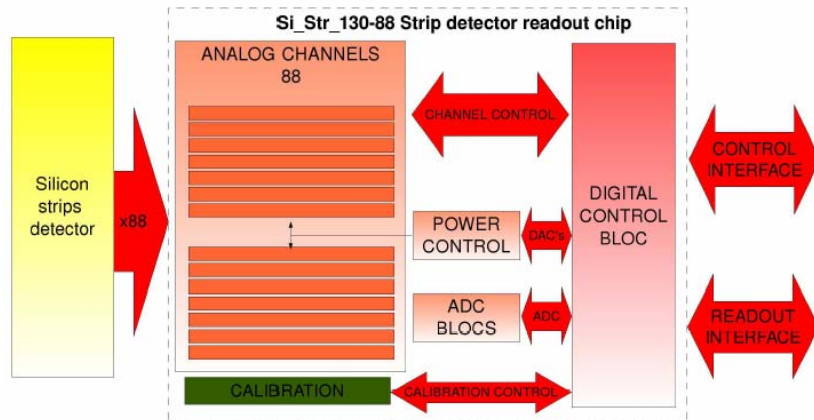 Si_Str_130-88 Strip detector readout chip
ANALOG CHANNELS
88
CHANNEL CONTROL
Silicon
strips
detector
x88
POWER
CONTROL
DAC's
ADC
BLOCS
ADC
DIGITAL
CONTROL
BLOC
CONTROL
INTERFACE
READOUT
INTERFACE
CALIBRATION
CALIBRATION CONTROL